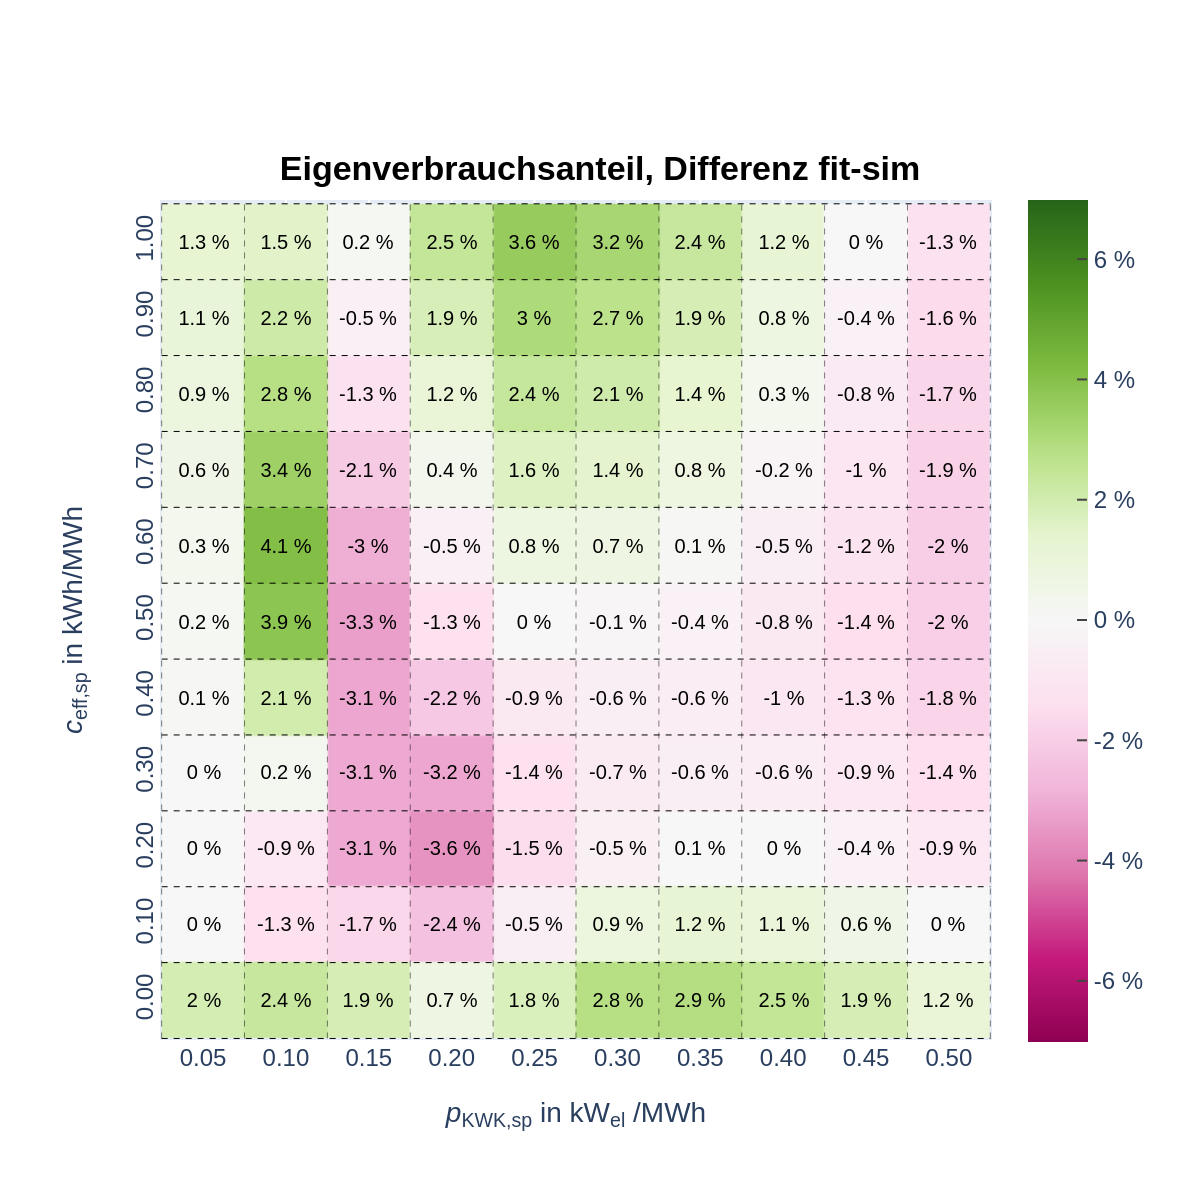 Eigenverbrauchsanteil, Differenz fit-sim
1.00 1.3 % 1.5 % 0.2 % 2.5 % 3.6 % 3.2 % 2.4 % 1.2 % 0 % -1.3 %
0.90 1.1 % 2.2 % -0.5 % 1.9 % 3 % 2.7 % 1.9 % 0.8 % -0.4 % -1.6 %
0.80 0.9 % 2.8 % -1.3 % 1.2 % 2.4 % 2.1 % 1.4 % 0.3 % -0.8 % -1.7 %
0.70 0.6 % 3.4 % -2.1 % 0.4 % 1.6 % 1.4 % 0.8 % -0.2 % -1 % -1.9 %
0.60 0.3 % 4.1 % -3 % -0.5 % 0.8 % 0.7 % 0.1 % -0.5 % -1.2 % -2 %
0.50 0.2 % 3.9 % -3.3 % -1.3 % 0 % -0.1 % -0.4 % -0.8 % -1.4 % -2 %
0.40 0.1 % 2.1 % -3.1 % -2.2 % -0.9 % -0.6 % -0.6 % -1 % -1.3 % -1.8 %
0.30 0 % 0.2 % -3.1 % -3.2 % -1.4 % -0.7 % -0.6 % -0.6 % -0.9 % -1.4 %
0.20 0 % -0.9 % -3.1 % -3.6 % -1.5 % -0.5 % 0.1 % 0 % -0.4 % -0.9 %
0.10 0 % -1.3 % -1.7 % -2.4 % -0.5 % 0.9 % 1.2 % 1.1 % 0.6 % 0 %
0.00 2 % 2.4 % 1.9 % 0.7 % 1.8 % 2.8 % 2.9 % 2.5 % 1.9 % 1.2 %
0.05 0.10 0.15 0.20 0.25 0.30 0.35 0.40 0.45 0.50
pKWK,sp in kWel /MWh
ceff,sp in kWh/MWh
6 %
4 %
2 %
0 %
-2 %
-4 %
-6 %